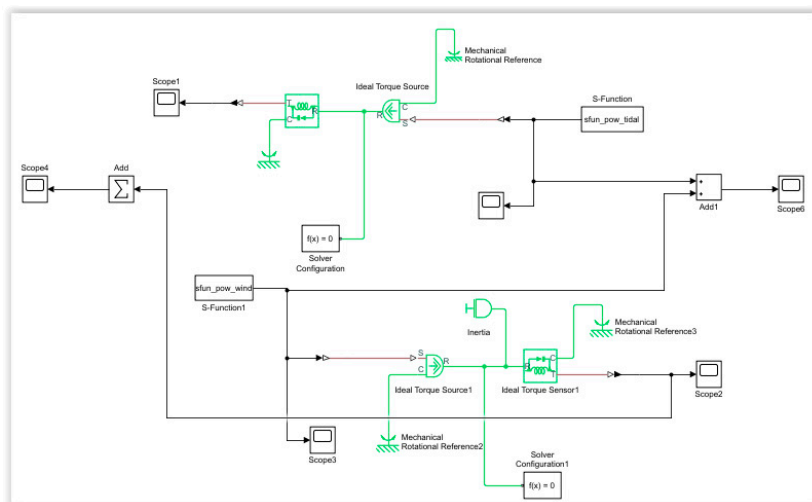 Mechanical
Rotational Reference
Scope1
Ideal Torque Source
S-Function
T
R
C
R
C
S
sfun_pow_tidal
Scope4
Add
Σ
Add1
Scope6
f(x) = 0
Solver
Configuration
sfun_pow_wind
S-Function1
Inertia
Mechanical
Rotational Reference3
S
C
R
R
C
T
Ideal Torque Source1
Ideal Torque Sensor1
Scope2
Mechanical
Rotational Reference2
Scope3
Solver
Configuration1
f(x) = 0